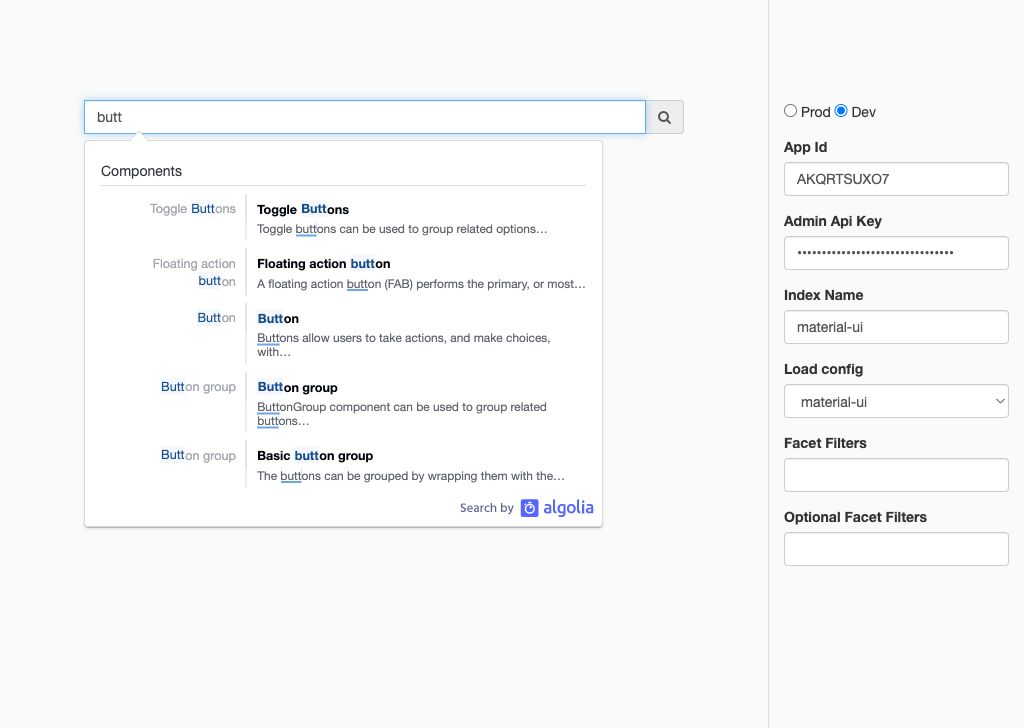 butt
Components
Toggle Buttons
Toggle Buttons
Toggle buttons can be used to group related options…
Floating action
button
Floating action button
A floating action button (FAB) performs the primary, or most…
Button
Button
Buttons allow users to take actions, and make choices,
with…
Button group
Button group
ButtonGroup component can be used to group related
buttons…
Button group
Basic button group
The buttons can be grouped by wrapping them with the…
Search by algolia
Prod Dev
App Id
AKQRTSUXO7
Admin Api Key
••••••••••••••••••••••••••••••••
Index Name
material-ui
Load config
material-ui
Facet Filters
Optional Facet Filters